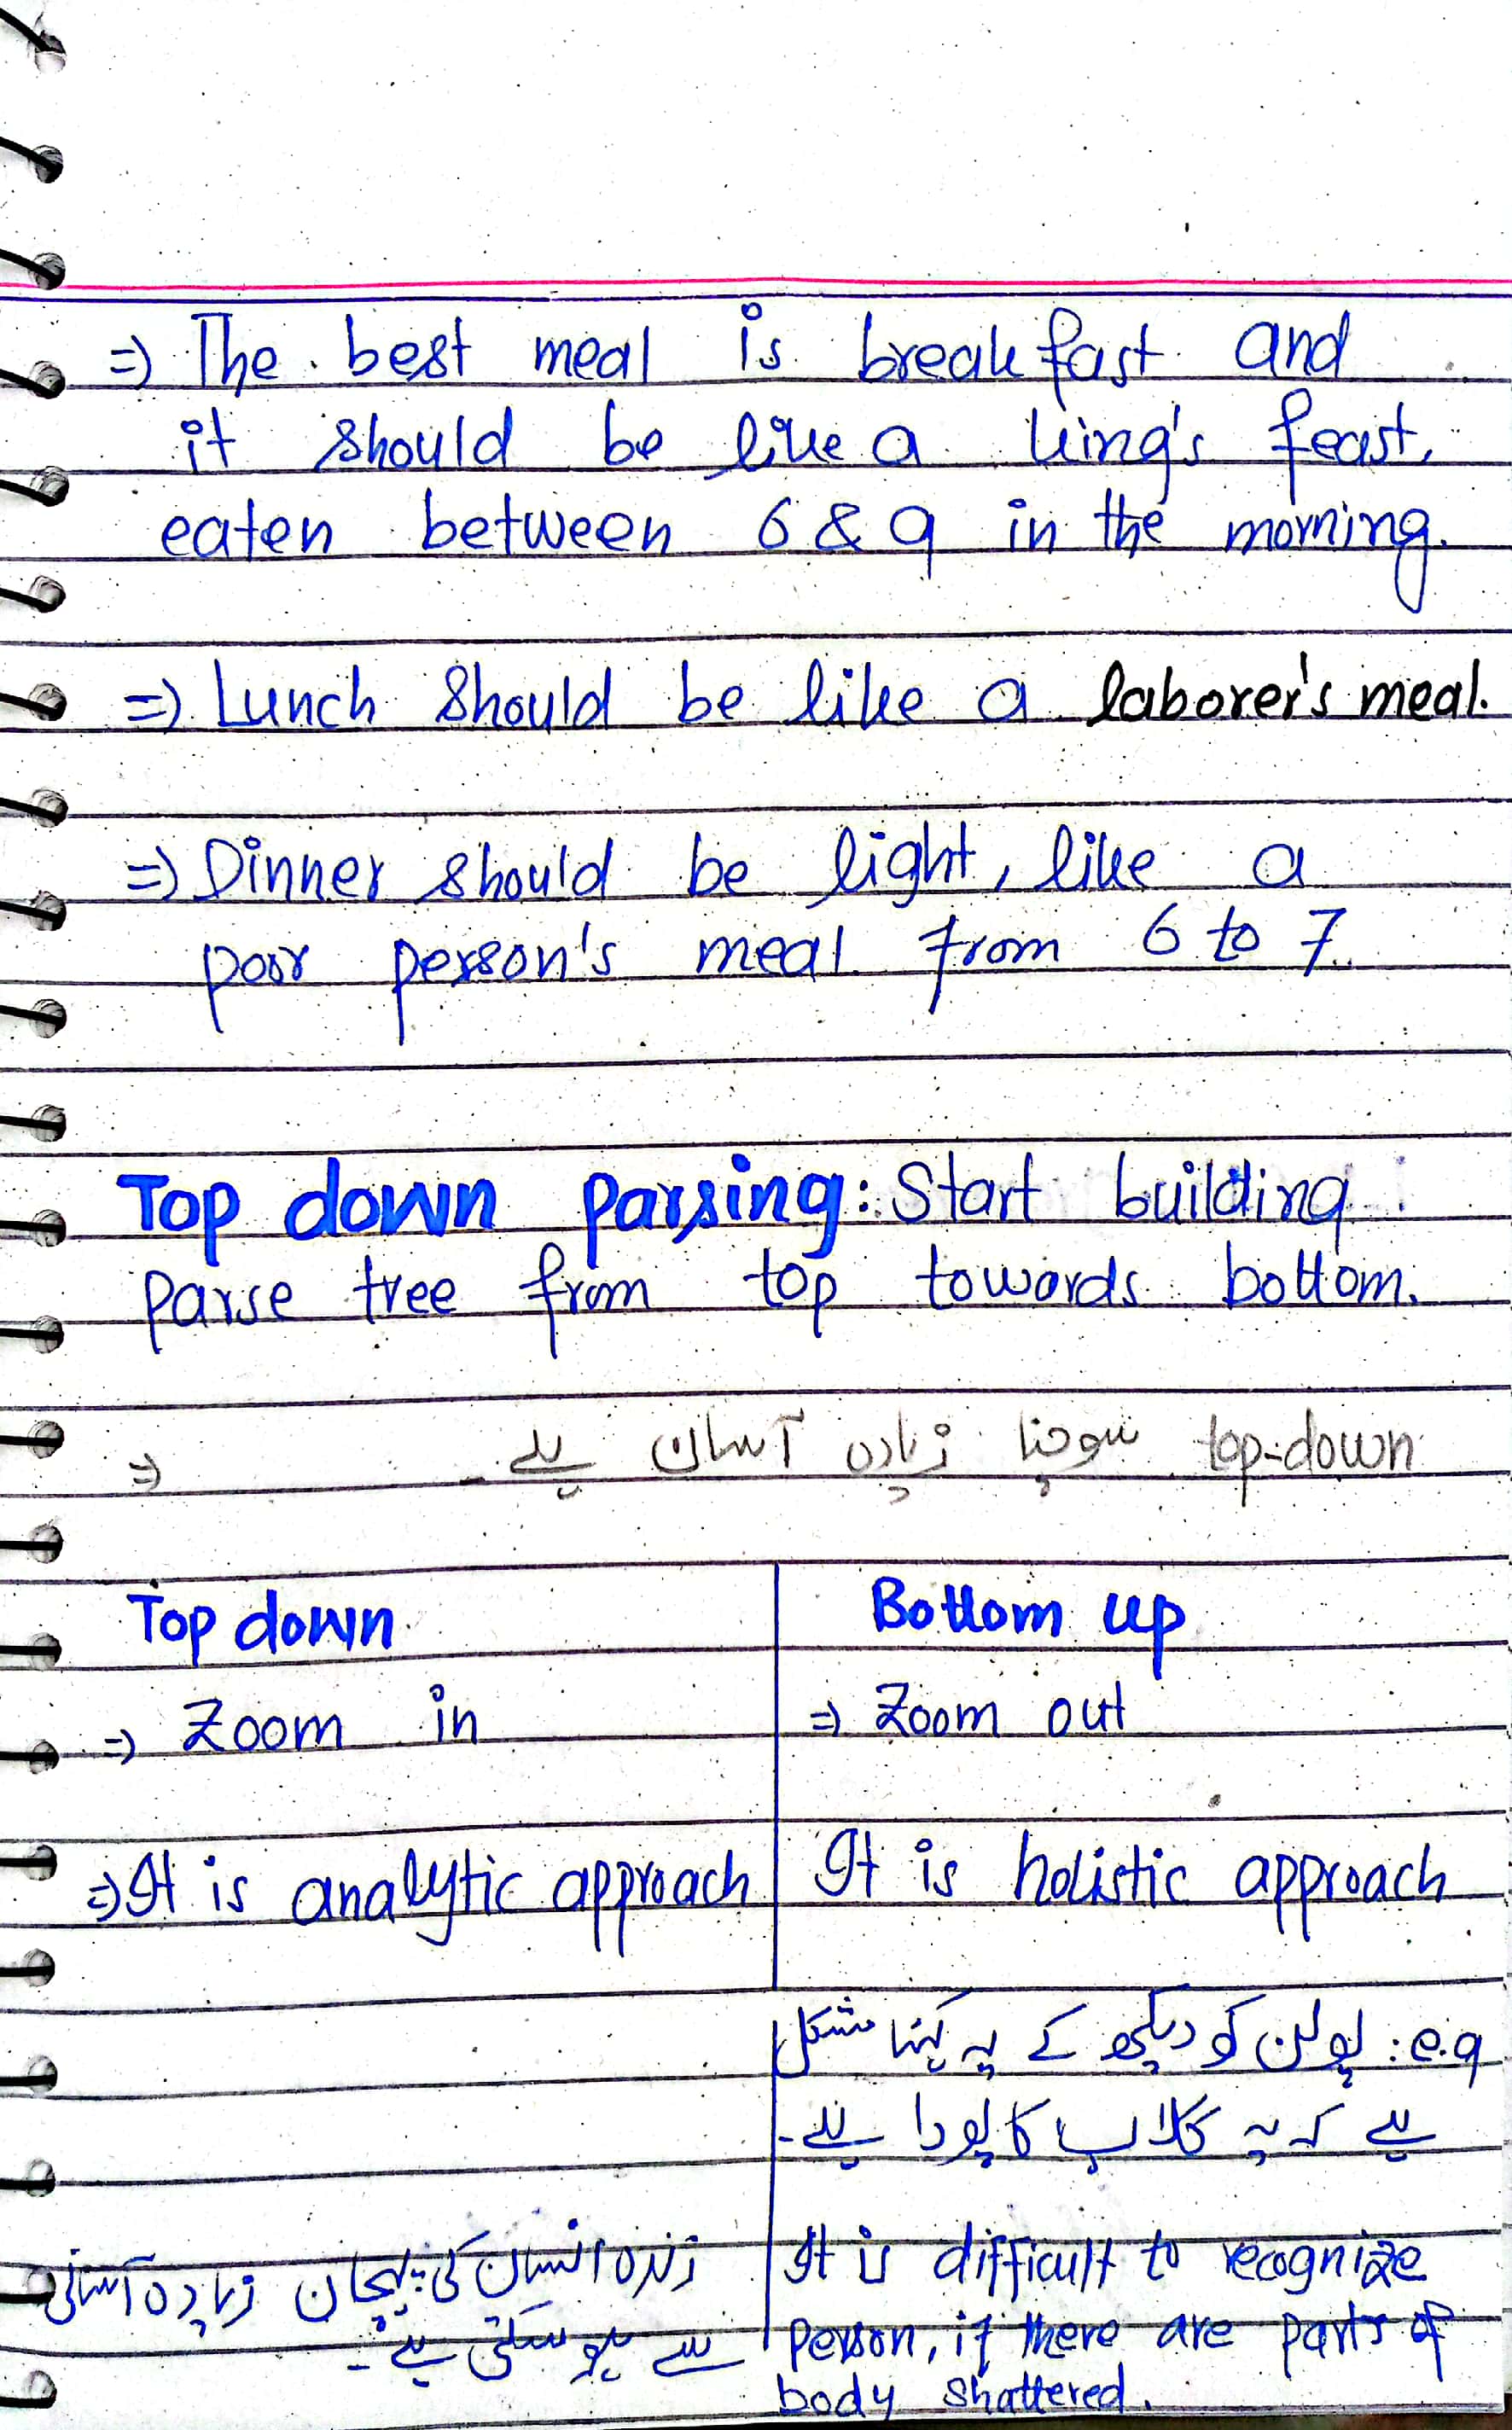 ⇒ The best meal is breakfast and
it should be like a king's feast,
eaten between 6 & 9 in the morning.
⇒ Lunch should be like a laborer's meal.
⇒ Dinner should be light, like a
poor person's meal from 6 to 7.
Top down parsing: Start building
parse tree from top towards bottom.
⇒ top-down سوچنا زیادہ آسان ہے۔
Top down
⇒ Zoom in
⇒ It is analytic approach
زندہ انسان کی پہچان زیادہ آسانی
سے ہو سکتی ہے۔
Bottom up
⇒ Zoom out
It is holistic approach
e.g: پولن کو دیکھ کے یہ کہنا مشکل
ہے کہ یہ گلاب کا پودا ہے۔
It is difficult to recognize
person, if there are parts of
body shattered.